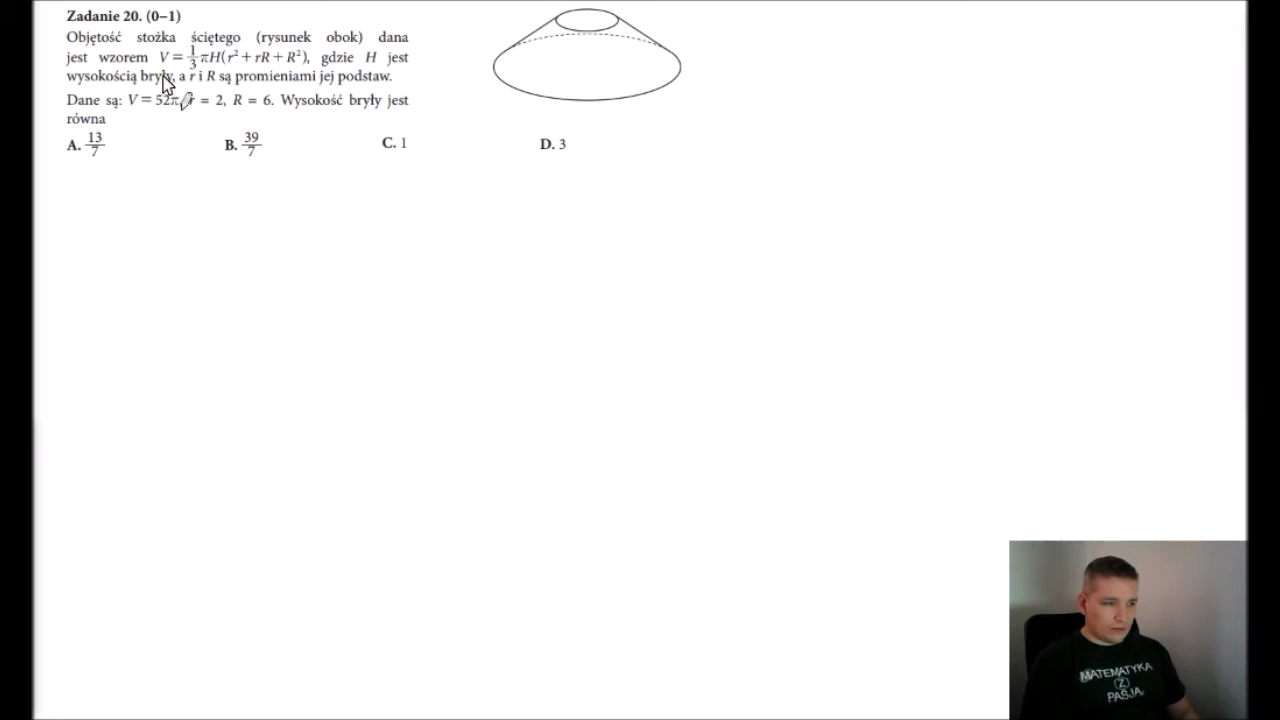 Zadanie 20. (0–1)
Objętość stożka ściętego (rysunek obok) dana
jest wzorem V = 1/3 πH(r² + rR + R²), gdzie H jest
wysokością bryły, a r i R są promieniami jej podstaw.
Dane są: V = 52π, r = 2, R = 6. Wysokość bryły jest
równa
A. 13/7 B. 39/7 C. 1 D. 3
MATEMATYKA
Z
PASJĄ